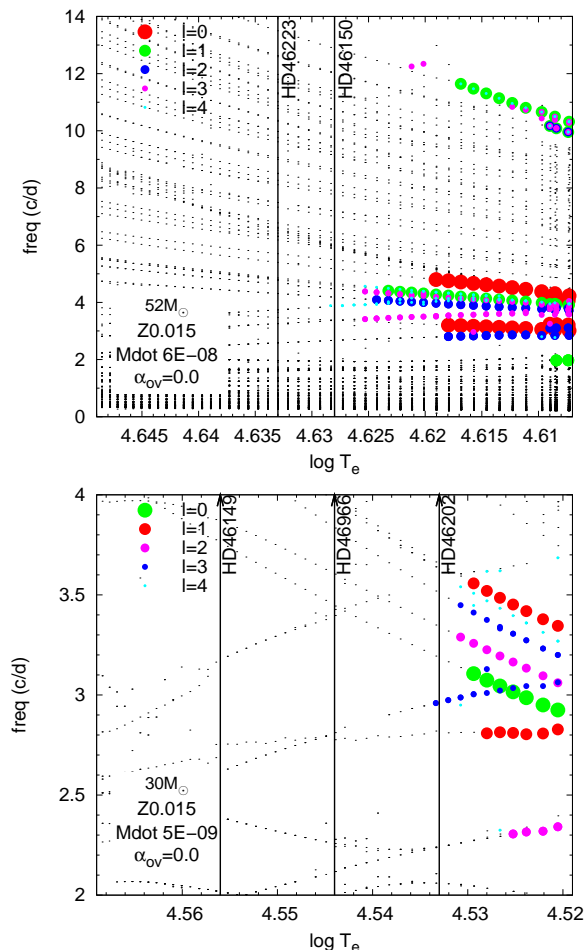 14
12
10
8
6
4
2
0
freq (c/d)
l=0
l=1
l=2
l=3
l=4
HD46223
HD46150
52M☉
Z0.015
Mdot 6E−08
α_ov=0.0
4.645 4.64 4.635 4.63 4.625 4.62 4.615 4.61
log T_e
4
3.5
3
2.5
2
freq (c/d)
l=0
l=1
l=2
l=3
l=4
HD46149
HD46966
HD46202
30M☉
Z0.015
Mdot 5E−09
α_ov=0.0
4.56 4.55 4.54 4.53 4.52
log T_e